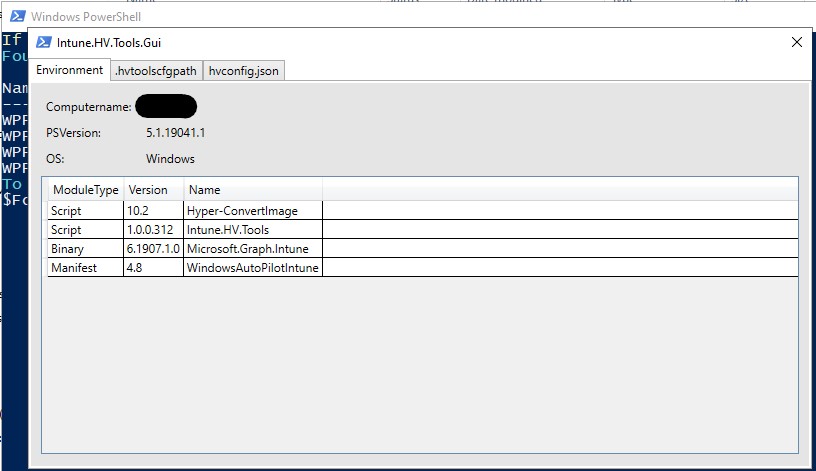 Windows PowerShell
If
Intune.HV.Tools.Gui
Fou
Environment .hvtoolscfgpath hvconfig.json
Computername:
PSVersion: 5.1.19041.1
OS: Windows
ModuleType Version Name
Script 10.2 Hyper-ConvertImage
Script 1.0.0.312 Intune.HV.Tools
Binary 6.1907.1.0 Microsoft.Graph.Intune
Manifest 4.8 WindowsAutoPilotIntune
Nam
---
WPF
WPF
WPF
WPF
To
$Fo